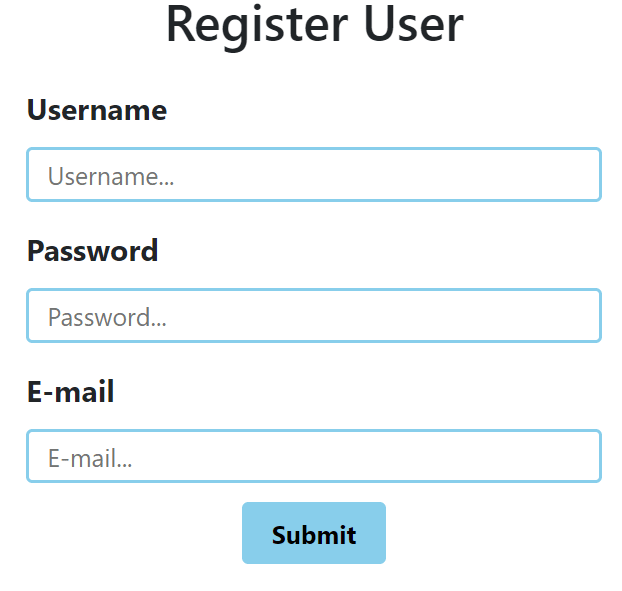 Register User
Username
Username...
Password
Password...
E-mail
E-mail...
Submit